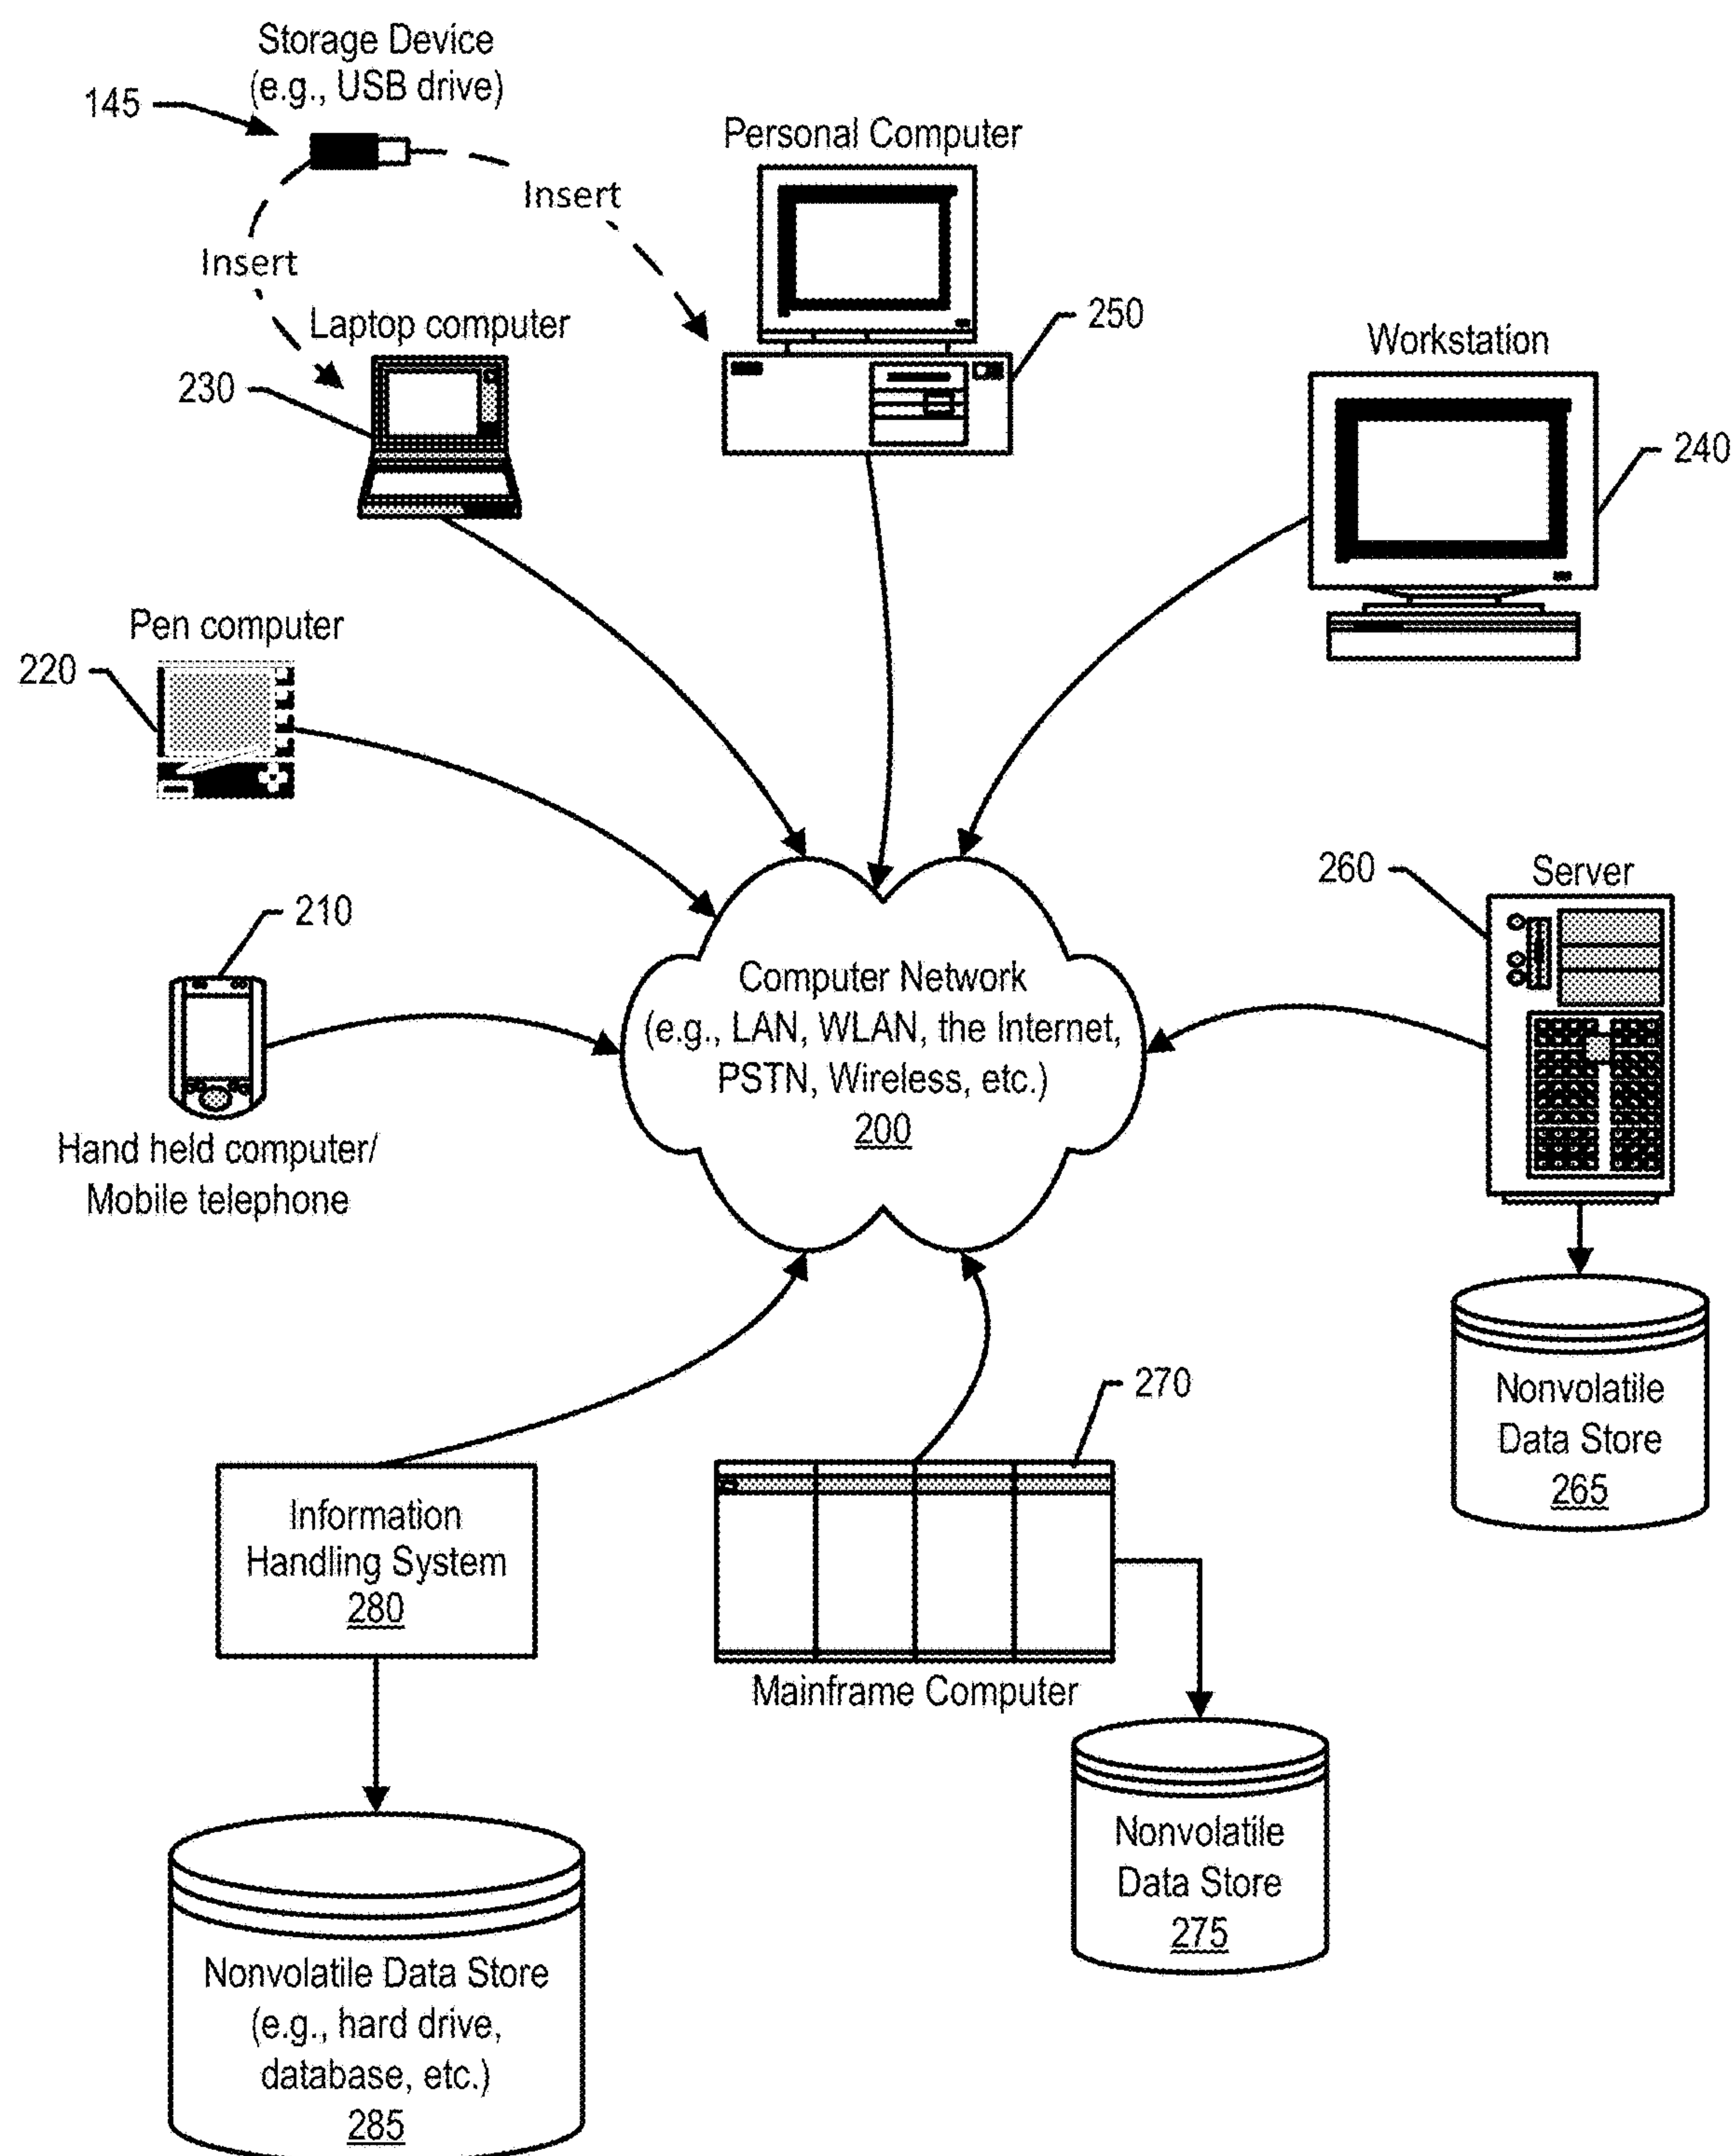 Storage Device
(e.g., USB drive)
145
Personal Computer
Insert
Insert
Laptop computer
250
Workstation
230
240
Pen computer
220
260
Server
210
Computer Network
(e.g., LAN, WLAN, the Internet,
PSTN, Wireless, etc.)
200
Hand held computer/
Mobile telephone
270
Nonvolatile
Data Store
265
Information
Handling System
280
Mainframe Computer
Nonvolatile
Data Store
275
Nonvolatile Data Store
(e.g., hard drive,
database, etc.)
285